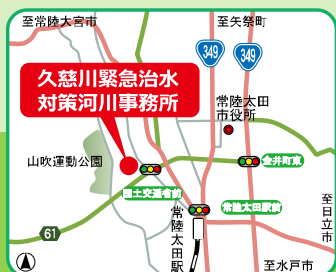 至常陸大宮市
至矢祭町
349
349
久慈川緊急治水
対策河川事務所
常陸太田
市役所
山吹運動公園
金井町東
国土交通省前
常陸太田駅前
至日立市
61
常陸太田駅
至水戸市